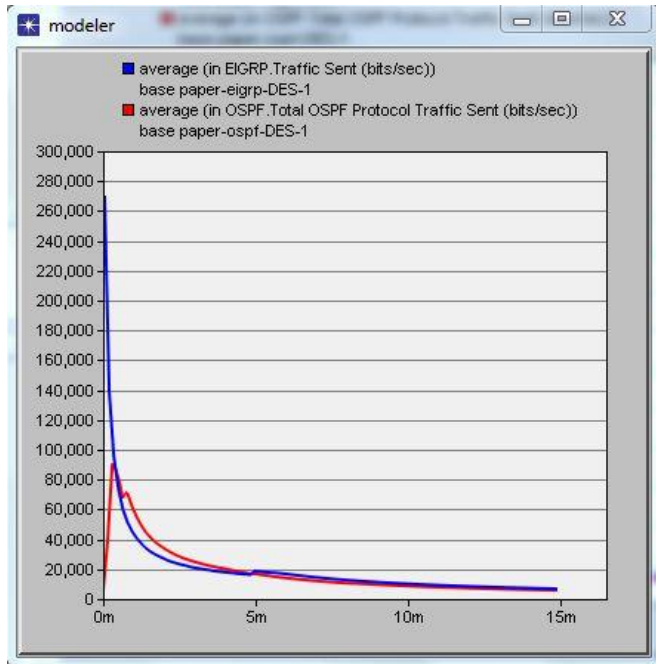 modeler
average (in EIGRP.Traffic Sent (bits/sec))
base paper-eigrp-DES-1
average (in OSPF.Total OSPF Protocol Traffic Sent (bits/sec))
base paper-ospf-DES-1
300,000
280,000
260,000
240,000
220,000
200,000
180,000
160,000
140,000
120,000
100,000
80,000
60,000
40,000
20,000
0
0m 5m 10m 15m